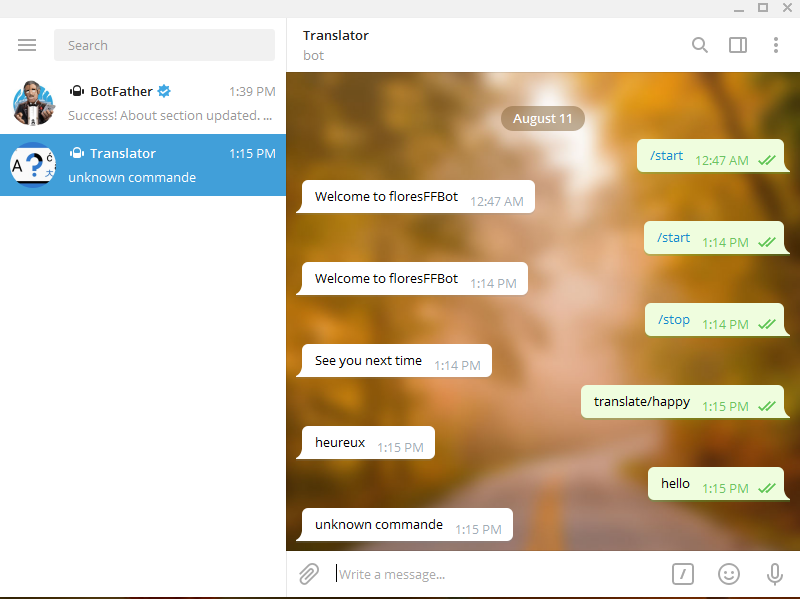 Search
BotFather 1:39 PM
Success! About section updated. ...
A ? Ć 大
Translator 1:15 PM
unknown commande
Translator
bot
August 11
/start 12:47 AM
Welcome to floresFFBot 12:47 AM
/start 1:14 PM
Welcome to floresFFBot 1:14 PM
/stop 1:14 PM
See you next time 1:14 PM
translate/happy 1:15 PM
heureux 1:15 PM
hello 1:15 PM
unknown commande 1:15 PM
Write a message...
/